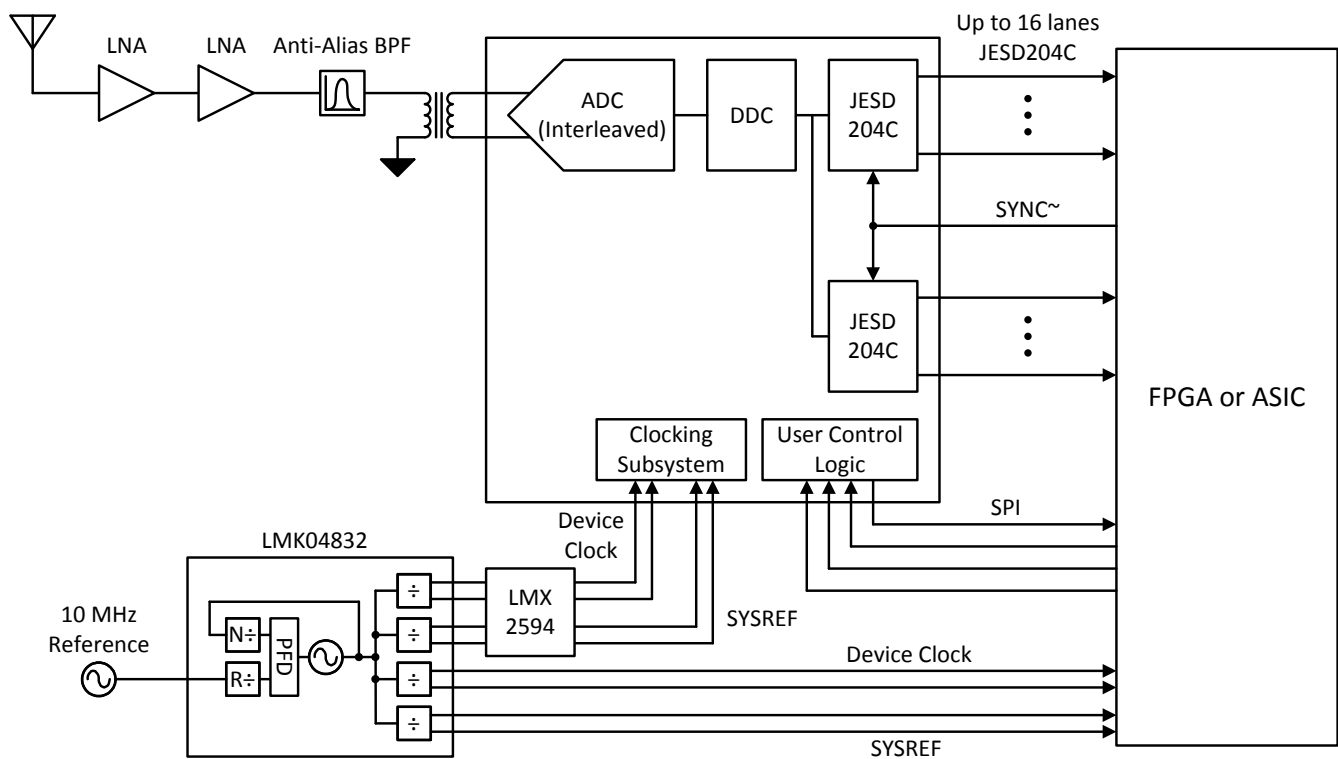 Up to 16 lanes
JESD204C
LNA
LNA
Anti-Alias BPF
ADC
(Interleaved)
DDC
JESD
204C
SYNC~
JESD
204C
FPGA or ASIC
Clocking
Subsystem
User Control
Logic
SPI
Device
Clock
LMK04832
LMX
2594
SYSREF
10 MHz
Reference
N÷
R÷
PFD
÷
÷
÷
÷
Device Clock
SYSREF